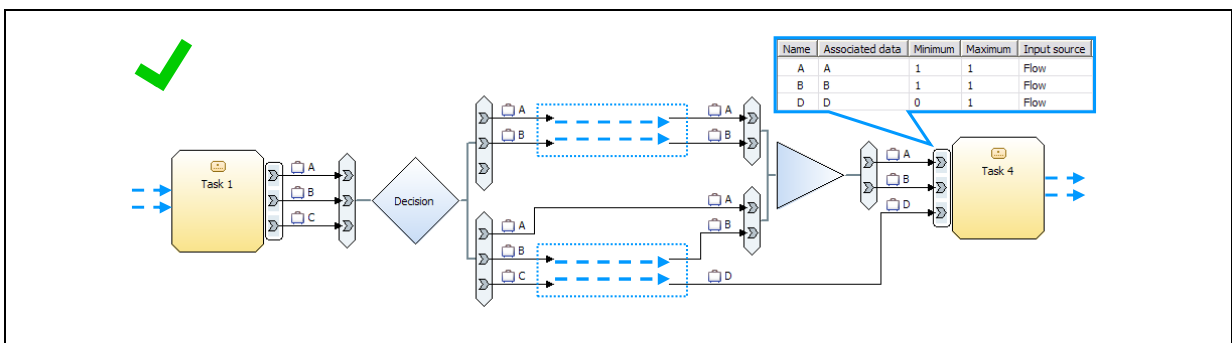 Name Associated data Minimum Maximum Input source
A A 1 1 Flow
B B 1 1 Flow
D D 0 1 Flow
Task 1
A
B
C
Decision
A
B
A
B
C
A
B
A
B
D
A
B
D
Task 4